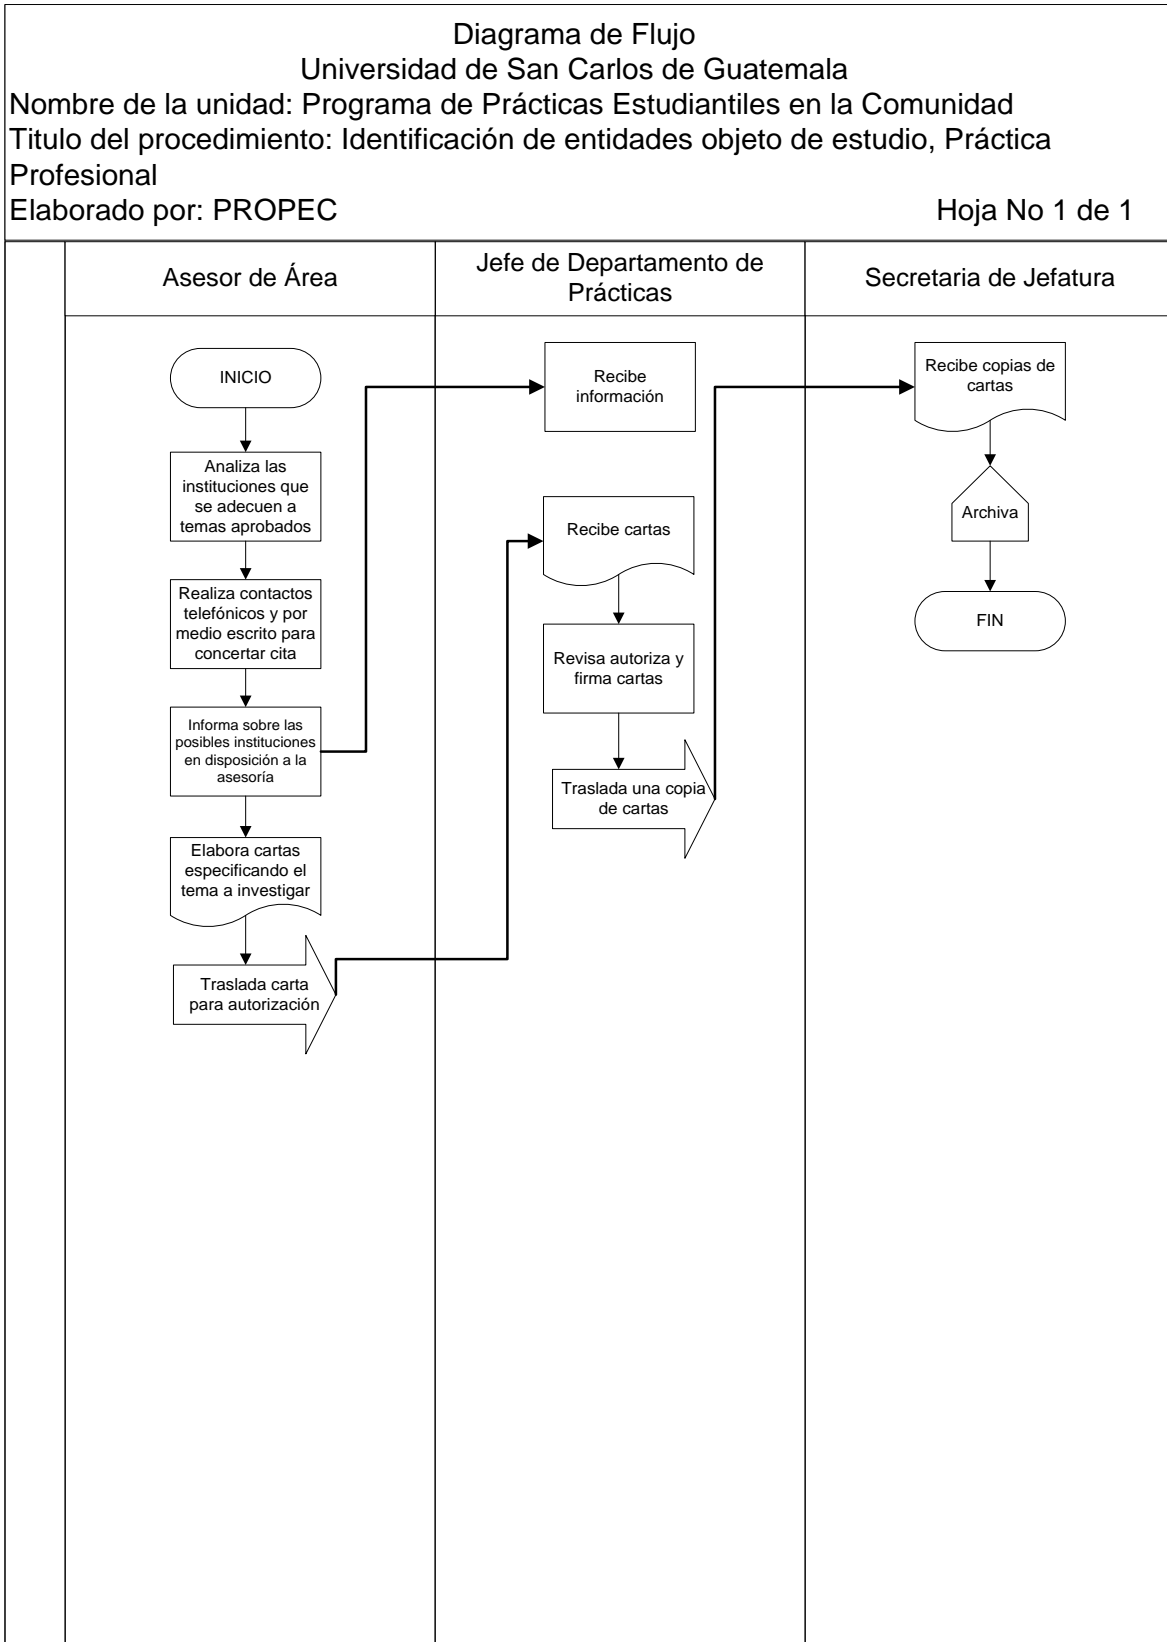 Diagrama de Flujo
Universidad de San Carlos de Guatemala
Nombre de la unidad: Programa de Prácticas Estudiantiles en la Comunidad
Titulo del procedimiento: Identificación de entidades objeto de estudio, Práctica
Profesional
Elaborado por: PROPEC Hoja No 1 de 1
Asesor de Área
Jefe de Departamento de
Prácticas
Secretaria de Jefatura
INICIO
Analiza las
instituciones que
se adecuen a
temas aprobados
Realiza contactos
telefónicos y por
medio escrito para
concertar cita
Informa sobre las
posibles instituciones
en disposición a la
asesoría
Elabora cartas
especificando el
tema a investigar
Traslada carta
para autorización
Recibe
información
Recibe cartas
Revisa autoriza y
firma cartas
Traslada una copia
de cartas
Recibe copias de
cartas
Archiva
FIN